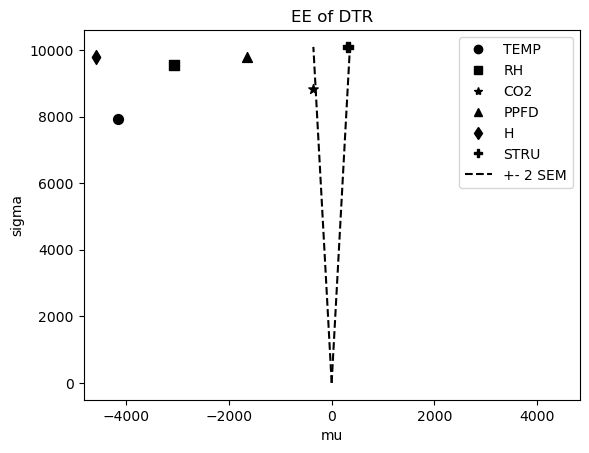 EE of DTR
10000
8000
6000
4000
2000
0
sigma
TEMP
RH
CO2
PPFD
H
STRU
+- 2 SEM
−4000 −2000 0 2000 4000
mu